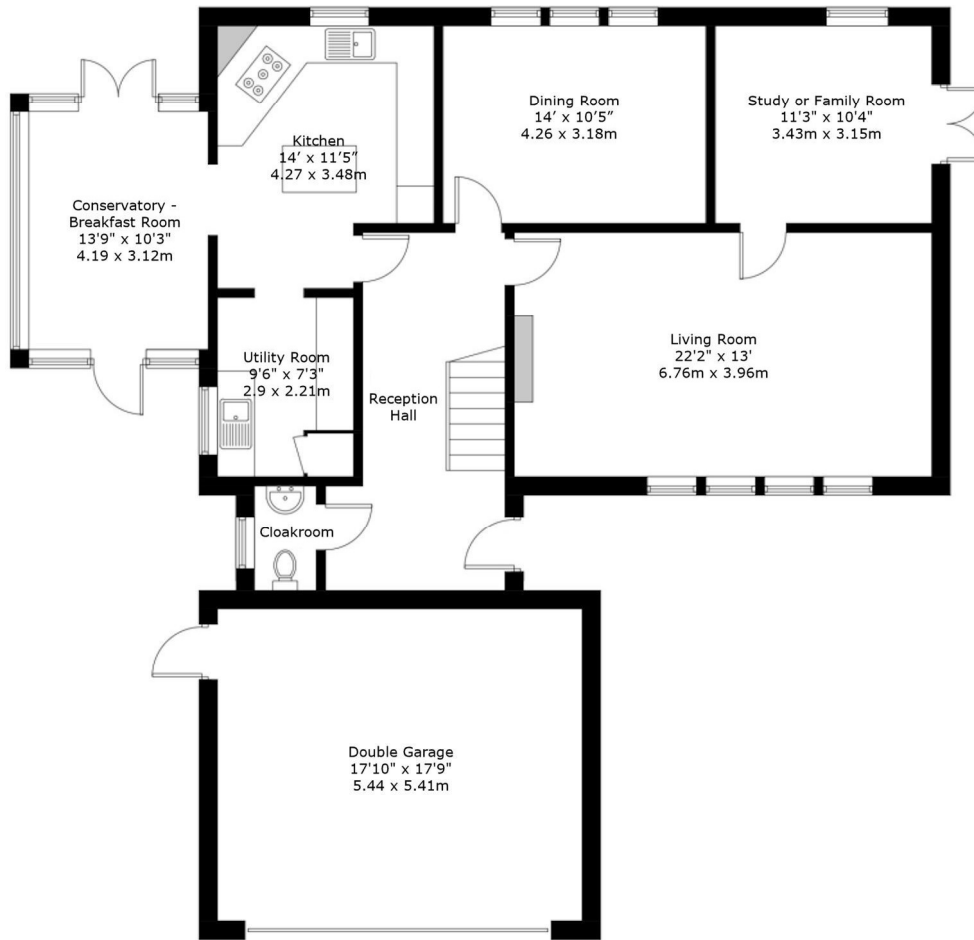 Kitchen
14’ x 11’5”
4.27 x 3.48m
Dining Room
14’ x 10’5”
4.26 x 3.18m
Study or Family Room
11'3" x 10'4"
3.43m x 3.15m
Conservatory -
Breakfast Room
13'9" x 10'3"
4.19 x 3.12m
Utility Room
9'6" x 7'3"
2.9 x 2.21m
Reception
Hall
Living Room
22'2" x 13'
6.76m x 3.96m
Cloakroom
Double Garage
17'10" x 17'9"
5.44 x 5.41m